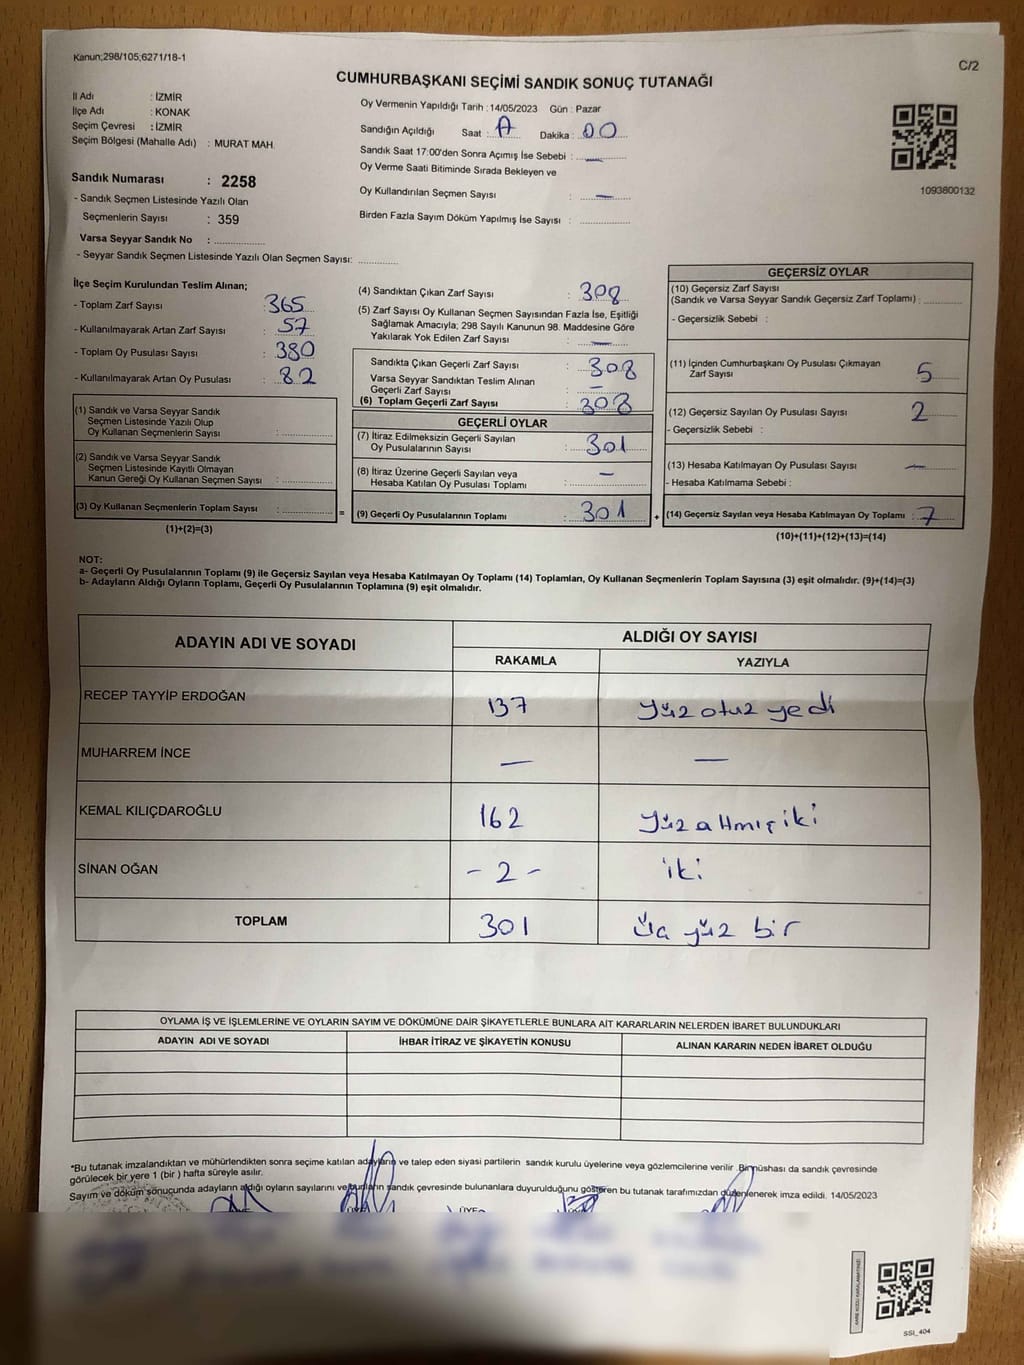 Kanun;298/105;6271/18-1
C/2
CUMHURBAŞKANI SEÇİMİ SANDIK SONUÇ TUTANAĞI
İl Adı : İZMİR
İlçe Adı : KONAK
Seçim Çevresi : İZMİR
Seçim Bölgesi (Mahalle Adı) : MURAT MAH.
Sandık Numarası : 2258
- Sandık Seçmen Listesinde Yazılı Olan
Seçmenlerin Sayısı : 359
Varsa Seyyar Sandık No :
- Seyyar Sandık Seçmen Listesinde Yazılı Olan Seçmen Sayısı:
Oy Vermenin Yapıldığı Tarih : 14/05/2023 Gün : Pazar
Sandığın Açıldığı Saat : Dakika : 00
Sandık Saat 17:00'den Sonra Açımış İse Sebebi : —
Oy Verme Saati Bitiminde Sırada Bekleyen ve
Oy Kullandırılan Seçmen Sayısı : —
Birden Fazla Sayım Döküm Yapılmış İse Sayısı :
1093800132
İlçe Seçim Kurulundan Teslim Alınan;
- Toplam Zarf Sayısı : 365
- Kullanılmayarak Artan Zarf Sayısı : 57
- Toplam Oy Pusulası Sayısı : 380
- Kullanılmayarak Artan Oy Pusulası : 82
(1) Sandık ve Varsa Seyyar Sandık
Seçmen Listesinde Yazılı Olup
Oy Kullanan Seçmenlerin Sayısı :
(2) Sandık ve Varsa Seyyar Sandık
Seçmen Listesinde Kayıtlı Olmayan
Kanun Gereği Oy Kullanan Seçmen Sayısı :
(3) Oy Kullanan Seçmenlerin Toplam Sayısı :
(1)+(2)=(3)
(4) Sandıktan Çıkan Zarf Sayısı : 308
(5) Zarf Sayısı Oy Kullanan Seçmen Sayısından Fazla İse, Eşitliği
Sağlamak Amacıyla; 298 Sayılı Kanunun 98. Maddesine Göre
Yakılarak Yok Edilen Zarf Sayısı : —
Sandıkta Çıkan Geçerli Zarf Sayısı : 308
Varsa Seyyar Sandıktan Teslim Alınan
Geçerli Zarf Sayısı : —
(6) Toplam Geçerli Zarf Sayısı : 308
GEÇERLİ OYLAR
(7) İtiraz Edilmeksizin Geçerli Sayılan
Oy Pusulalarının Sayısı : 301
(8) İtiraz Üzerine Geçerli Sayılan veya
Hesaba Katılan Oy Pusulası Toplamı : —
= (9) Geçerli Oy Pusulalarının Toplamı : 301 +
GEÇERSİZ OYLAR
(10) Geçersiz Zarf Sayısı
(Sandık ve Varsa Seyyar Sandık Geçersiz Zarf Toplamı) :
- Geçersizlik Sebebi :
(11) İçinden Cumhurbaşkanı Oy Pusulası Çıkmayan
Zarf Sayısı : 5
(12) Geçersiz Sayılan Oy Pusulası Sayısı : 2
- Geçersizlik Sebebi :
(13) Hesaba Katılmayan Oy Pusulası Sayısı : —
- Hesaba Katılmama Sebebi :
(14) Geçersiz Sayılan veya Hesaba Katılmayan Oy Toplamı : 7
(10)+(11)+(12)+(13)=(14)
NOT:
a- Geçerli Oy Pusulalarının Toplamı (9) ile Geçersiz Sayılan veya Hesaba Katılmayan Oy Toplamı (14) Toplamları, Oy Kullanan Seçmenlerin Toplam Sayısına (3) eşit olmalıdır. (9)+(14)=(3)
b- Adayların Aldığı Oyların Toplamı, Geçerli Oy Pusulalarının Toplamına (9) eşit olmalıdır.
ADAYIN ADI VE SOYADI ALDIĞI OY SAYISI
RAKAMLA YAZIYLA
RECEP TAYYİP ERDOĞAN 137 Yüz otuz yedi
MUHARREM İNCE — —
KEMAL KILIÇDAROĞLU 162 Yüz altmış iki
SİNAN OĞAN - 2 - iki
TOPLAM 301 üç yüz bir
OYLAMA İŞ VE İŞLEMLERİNE VE OYLARIN SAYIM VE DÖKÜMÜNE DAİR ŞİKAYETLERLE BUNLARA AİT KARARLARIN NELERDEN İBARET BULUNDUKLARI
ADAYIN ADI VE SOYADI İHBAR İTİRAZ VE ŞİKAYETİN KONUSU ALINAN KARARIN NEDEN İBARET OLDUĞU
*Bu tutanak imzalandıktan ve mühürlendikten sonra seçime katılan adayların ve talep eden siyasi partilerin sandık kurulu üyelerine veya gözlemcilerine verilir. Bir nüshası da sandık çevresinde
görülecek bir yere 1 (bir ) hafta süreyle asılır.
Sayım ve döküm sonucunda adayların aldığı oyların sayılarını ve bunların sandık çevresinde bulunanlara duyurulduğunu gösteren bu tutanak tarafımızdan düzenlenerek imza edildi. 14/05/2023
ÜYE
SSİ_404